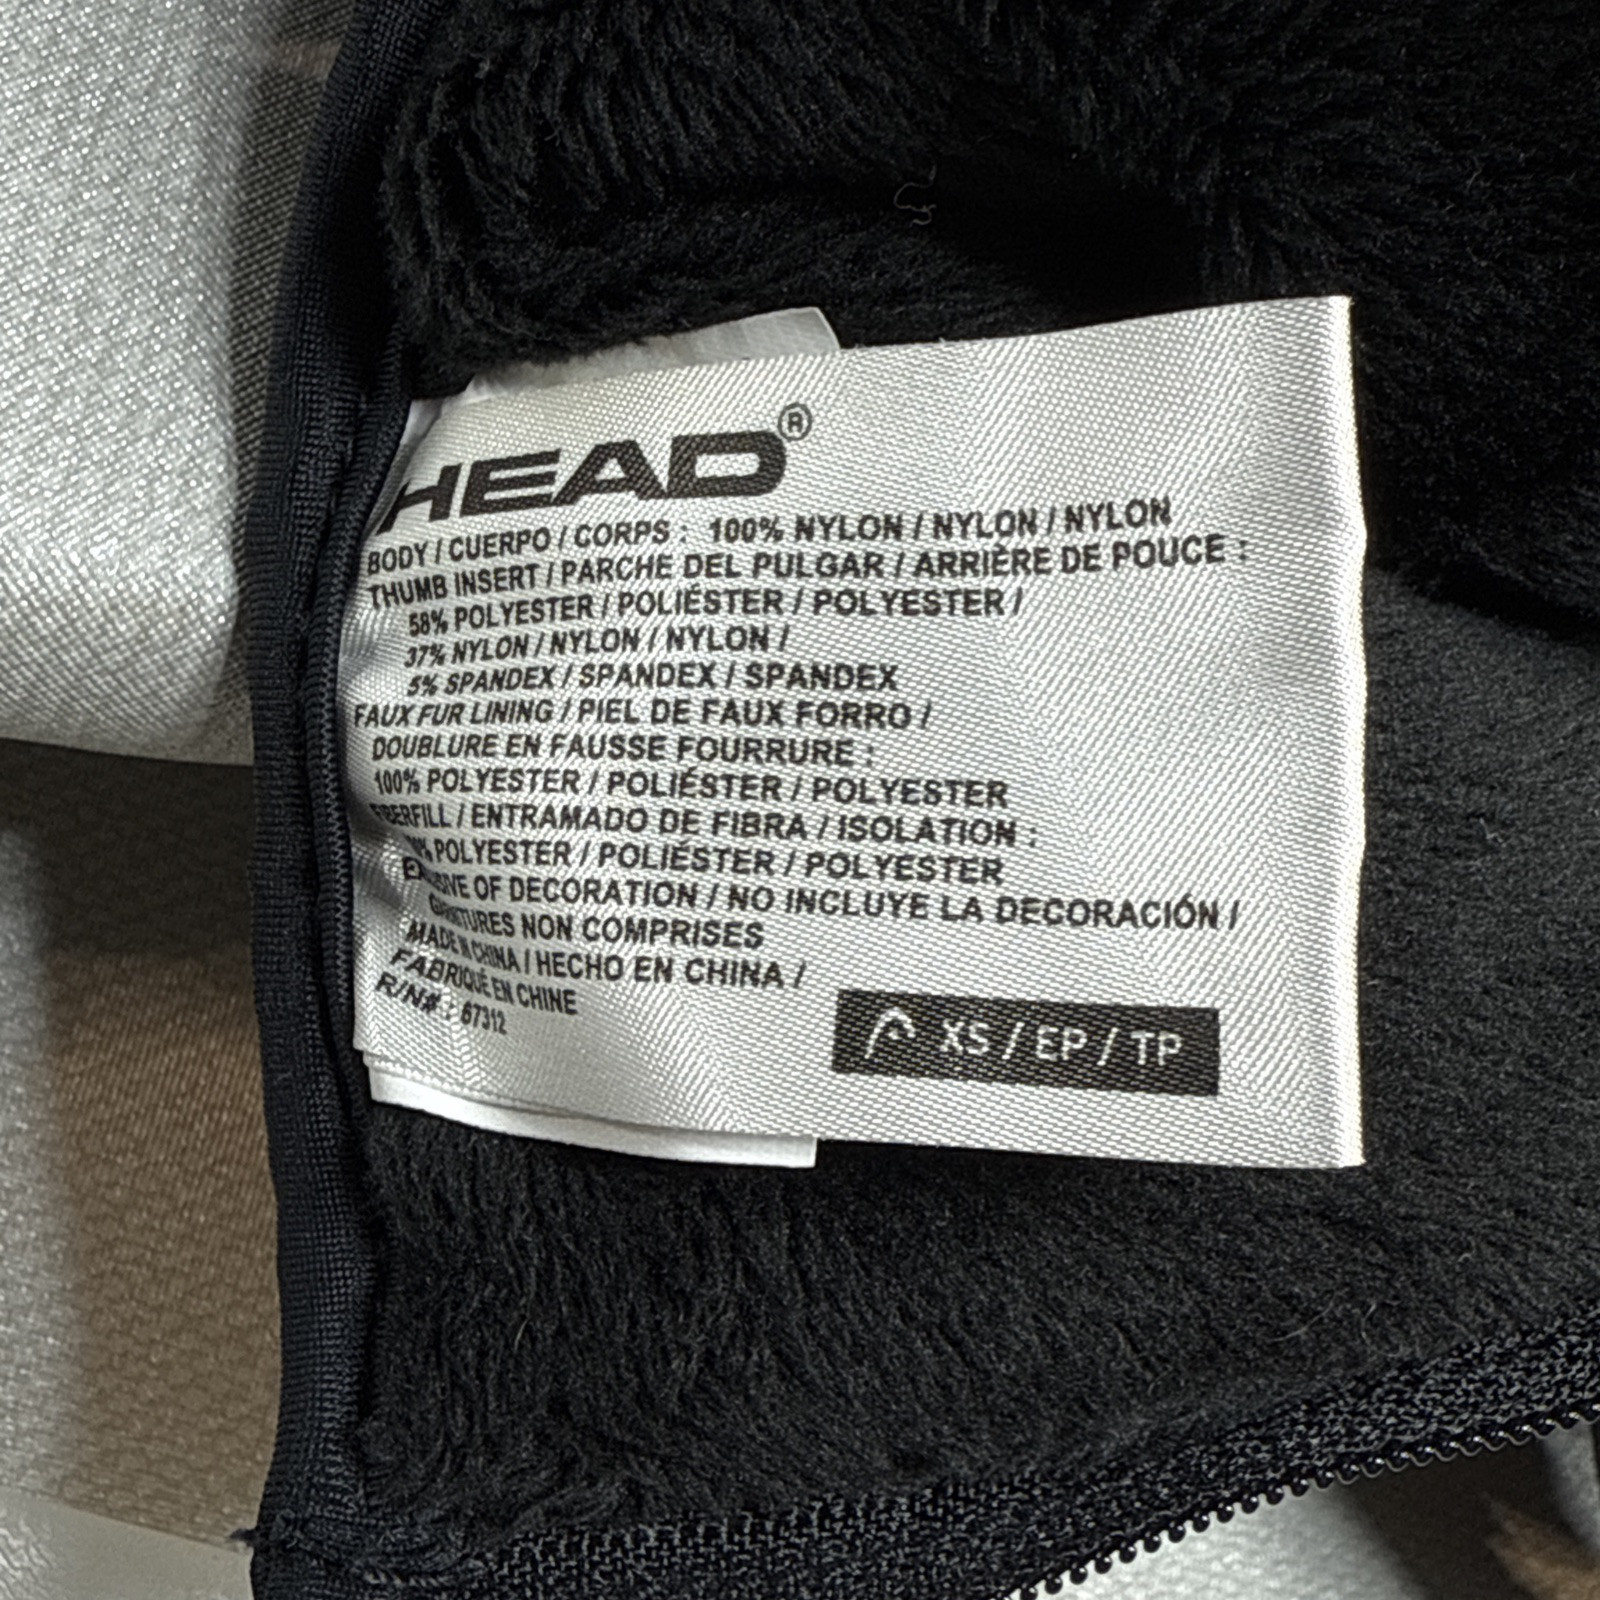 HEAD®
BODY / CUERPO / CORPS : 100% NYLON / NYLON / NYLON
THUMB INSERT / PARCHE DEL PULGAR / ARRIÈRE DE POUCE :
58% POLYESTER / POLIÉSTER / POLYESTER /
37% NYLON / NYLON / NYLON /
5% SPANDEX / SPANDEX / SPANDEX
FAUX FUR LINING / PIEL DE FAUX FORRO /
DOUBLURE EN FAUSSE FOURRURE :
100% POLYESTER / POLIÉSTER / POLYESTER
FIBERFILL / ENTRAMADO DE FIBRA / ISOLATION :
POLYESTER / POLIÉSTER / POLYESTER
OF DECORATION / NO INCLUYE LA DECORACIÓN /
NON COMPRISES
MADE IN CHINA / HECHO EN CHINA /
FABRIQUÉ EN CHINE
R/N# : 67312
XS / EP / TP